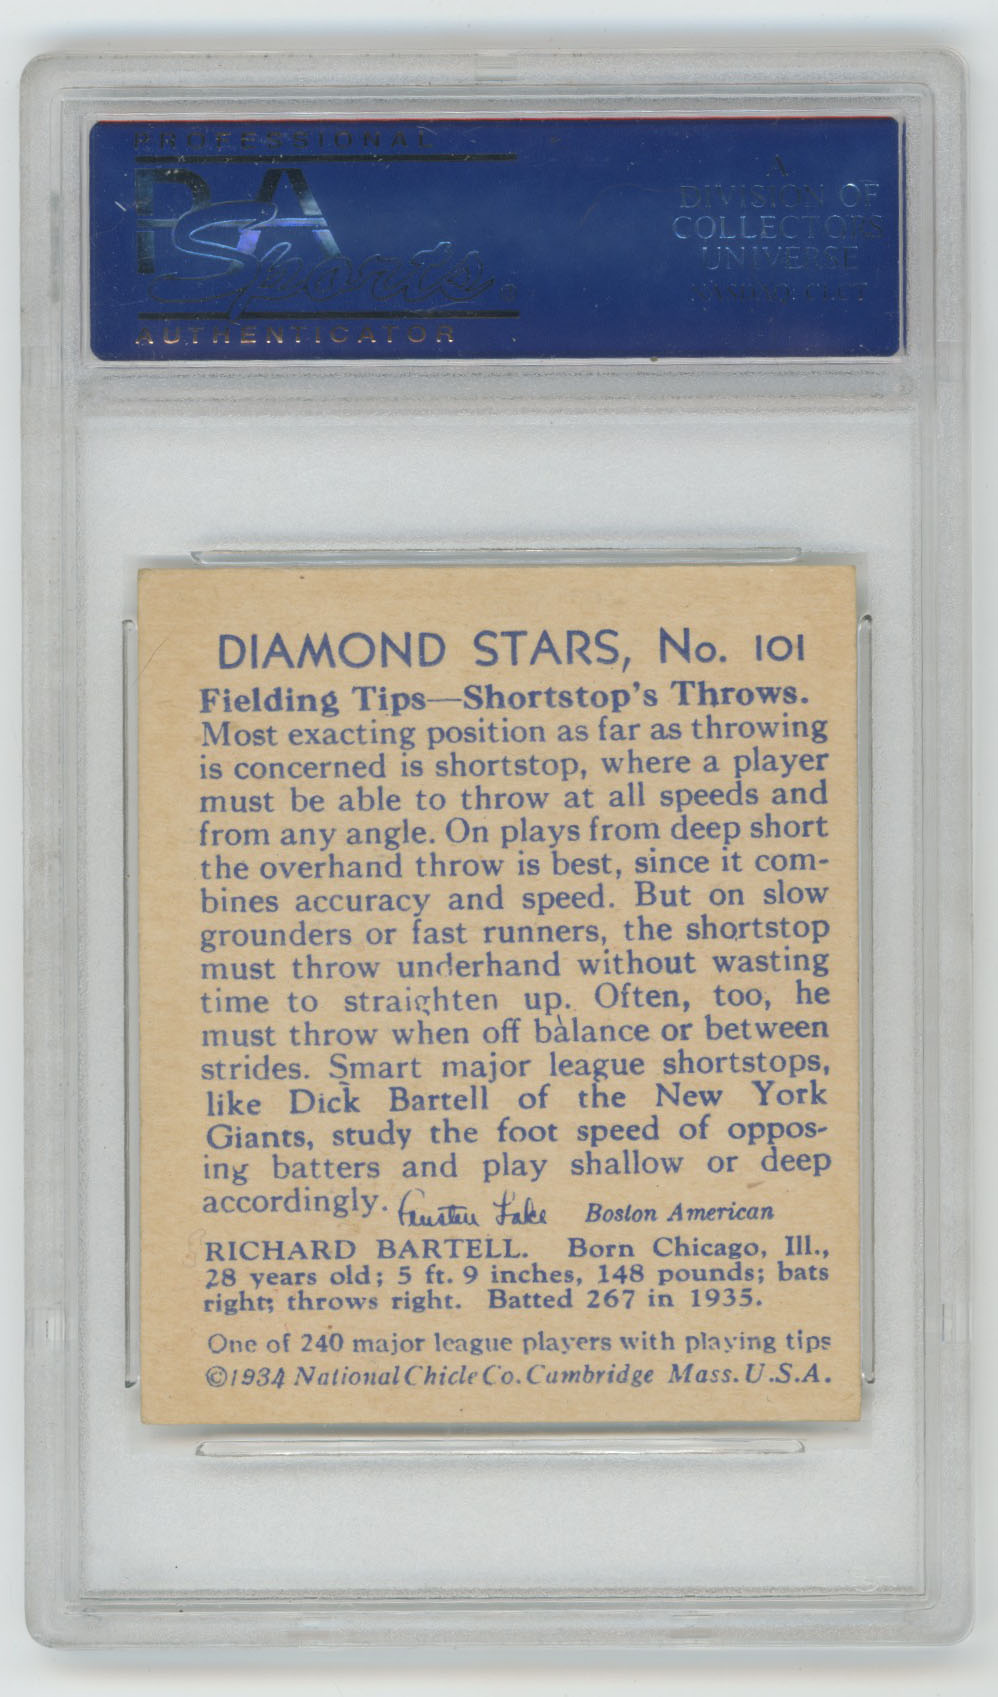 PROFESSIONAL
PSA
Sports
AUTHENTICATOR
A
DIVISION OF
COLLECTORS
UNIVERSE
NASDAQ: CLCT
DIAMOND STARS, No. 101
Fielding Tips—Shortstop's Throws.
Most exacting position as far as throwing
is concerned is shortstop, where a player
must be able to throw at all speeds and
from any angle. On plays from deep short
the overhand throw is best, since it com-
bines accuracy and speed. But on slow
grounders or fast runners, the shortstop
must throw underhand without wasting
time to straighten up. Often, too, he
must throw when off balance or between
strides. Smart major league shortstops,
like Dick Bartell of the New York
Giants, study the foot speed of oppos-
ing batters and play shallow or deep
accordingly. Austen Lake Boston American
RICHARD BARTELL. Born Chicago, Ill.,
28 years old; 5 ft. 9 inches, 148 pounds; bats
right; throws right. Batted 267 in 1935.
One of 240 major league players with playing tips
©1934 National Chicle Co. Cambridge Mass. U.S.A.